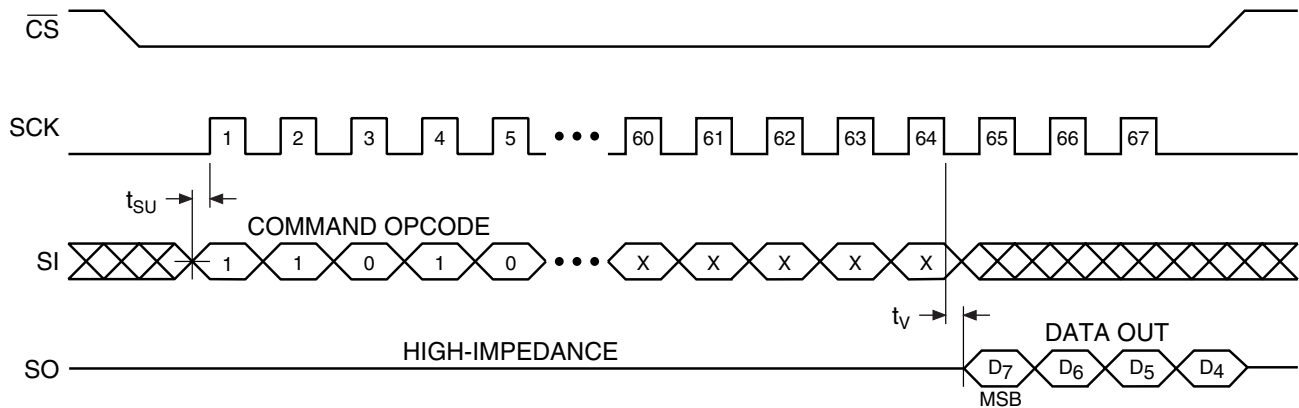 CS
SCK 1 2 3 4 5 ••• 60 61 62 63 64 65 66 67
tSU
COMMAND OPCODE
SI 1 1 0 1 0 ••• X X X X X
tV
DATA OUT
HIGH-IMPEDANCE
SO D7 D6 D5 D4
MSB